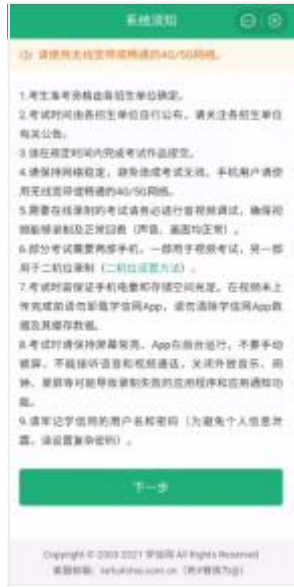 系统须知
请使用无线宽带或畅通的4G/5G网络。
1.考生准考资格由各招生单位确定。
2.考试时间由各招生单位自行公布，请关注各招生单位
有关公告。
3.须在规定时间内完成考试作品提交。
4.请保持网络稳定，避免造成考试无效，手机用户请使
用无线宽带或畅通的4G/5G网络。
5.需要在线录制的考试请务必进行音视频调试，确保视
频能够录制及正常回看（声音、画面均正常）。
6.部分考试需要两部手机，一部用于视频考试，另一部
用于二机位录制（二机位设置方法）。
7.考试时需保证手机电量和存储空间充足，在视频未上
传完成前请勿卸载学信网App，请勿清除学信网App数
据及其缓存数据。
8.考试时请保持屏幕常亮，App在前台运行，不要手动
锁屏，不能接听语音和视频通话，关闭外放音乐、闹
钟、录屏等可能导致录制失败的应用程序和应用通知功
能。
9.请牢记学信网的用户名和密码（为避免个人信息泄
露，请设置复杂密码）。
下一步
Copyright © 2003-2021 学信网 All Rights Reserved
客服邮箱：（将#替换为@）